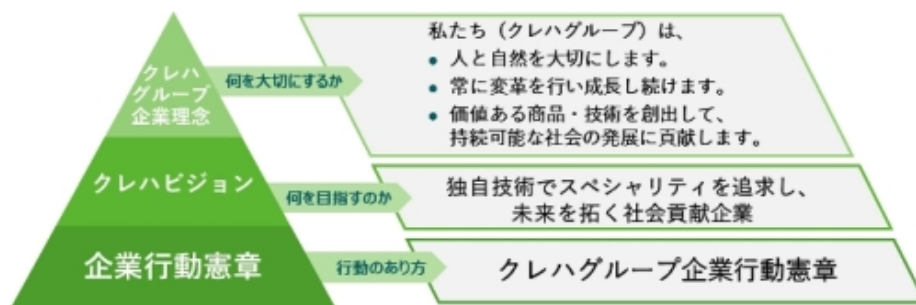 クレハ
グループ
企業理念
何を大切にするか
私たち（クレハグループ）は、
● 人と自然を大切にします。
● 常に変革を行い成長し続けます。
● 価値ある商品・技術を創出して、
持続可能な社会の発展に貢献します。
クレハビジョン
何を目指すのか
独自技術でスペシャリティを追求し、
未来を拓く社会貢献企業
企業行動憲章
行動のあり方
クレハグループ企業行動憲章